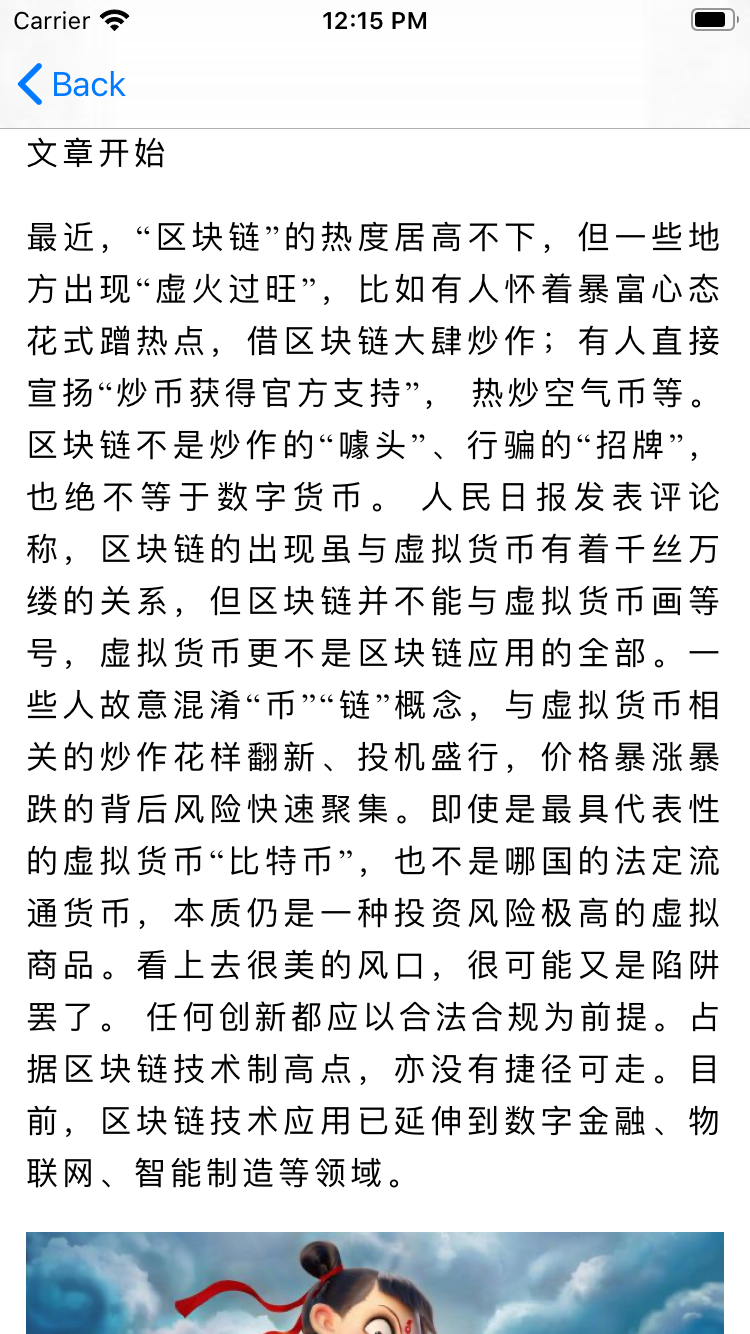 Carrier 12:15 PM
Back
文章开始
最近，“区块链”的热度居高不下，但一些地
方出现“虚火过旺”，比如有人怀着暴富心态
花式蹭热点，借区块链大肆炒作；有人直接
宣扬“炒币获得官方支持”， 热炒空气币等。
区块链不是炒作的“噱头”、行骗的“招牌”，
也绝不等于数字货币。 人民日报发表评论
称，区块链的出现虽与虚拟货币有着千丝万
缕的关系，但区块链并不能与虚拟货币画等
号，虚拟货币更不是区块链应用的全部。一
些人故意混淆“币”“链”概念，与虚拟货币相
关的炒作花样翻新、投机盛行，价格暴涨暴
跌的背后风险快速聚集。即使是最具代表性
的虚拟货币“比特币”，也不是哪国的法定流
通货币，本质仍是一种投资风险极高的虚拟
商品。看上去很美的风口，很可能又是陷阱
罢了。 任何创新都应以合法合规为前提。占
据区块链技术制高点，亦没有捷径可走。目
前，区块链技术应用已延伸到数字金融、物
联网、智能制造等领域。